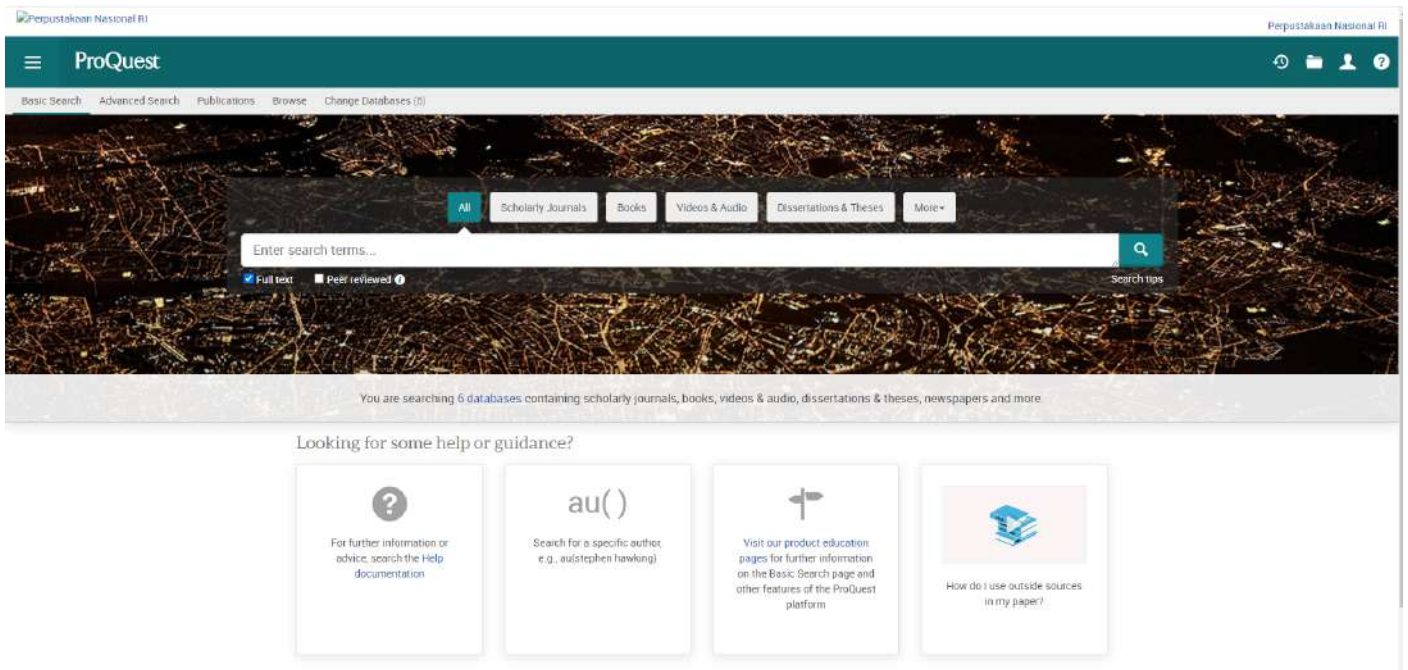 Perpustakaan Nasional RI
Perpustakaan Nasional RI
ProQuest
Basic Search Advanced Search Publications Browse Change Databases (6)
All Scholarly Journals Books Videos & Audio Dissertations & Theses More
Enter search terms...
Full text Peer reviewed
Search tips
You are searching 6 databases containing scholarly journals, books, videos & audio, dissertations & theses, newspapers and more
Looking for some help or guidance?
?
For further information or
advice, search the Help
documentation
au( )
Search for a specific author,
e.g., au(stephen hawking)
Visit our product education
pages for further information
on the Basic Search page and
other features of the ProQuest
platform
How do I use outside sources
in my paper?